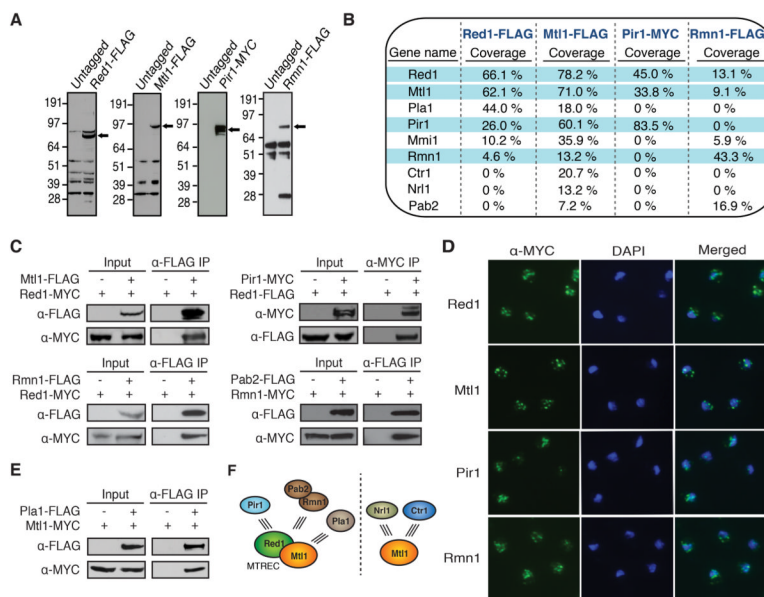 A
Untagged
Red1-FLAG
191
97
64
51
39
28
Untagged
Mtl1-FLAG
191
97
64
51
39
28
Untagged
Pir1-MYC
191
97
64
51
39
28
Untagged
Rmn1-FLAG
191
97
64
51
39
28
B
Red1-FLAG Mtl1-FLAG Pir1-MYC Rmn1-FLAG
Gene name Coverage Coverage Coverage Coverage
Red1 66.1 % 78.2 % 45.0 % 13.1 %
Mtl1 62.1 % 71.0 % 33.8 % 9.1 %
Pla1 44.0 % 18.0 % 0 % 0 %
Pir1 26.0 % 60.1 % 83.5 % 0 %
Mmi1 10.2 % 35.9 % 0 % 5.9 %
Rmn1 4.6 % 13.2 % 0 % 43.3 %
Ctr1 0 % 20.7 % 0 % 0 %
Nrl1 0 % 13.2 % 0 % 0 %
Pab2 0 % 7.2 % 0 % 16.9 %
C
Input α-FLAG IP
Mtl1-FLAG - + - +
Red1-MYC + + + +
α-FLAG
α-MYC
Input α-MYC IP
Pir1-MYC - + - +
Red1-FLAG + + + +
α-MYC
α-FLAG
Input α-FLAG IP
Rmn1-FLAG - + - +
Red1-MYC + + + +
α-FLAG
α-MYC
Input α-FLAG IP
Pab2-FLAG - + - +
Rmn1-MYC + + + +
α-FLAG
α-MYC
D
α-MYC DAPI Merged
Red1
Mtl1
Pir1
Rmn1
E
Input α-FLAG IP
Pla1-FLAG - + - +
Mtl1-MYC + + + +
α-FLAG
α-MYC
F
Pir1
Pab2
Rmn1
Pla1
Red1
Mtl1
MTREC
Nrl1
Ctr1
Mtl1